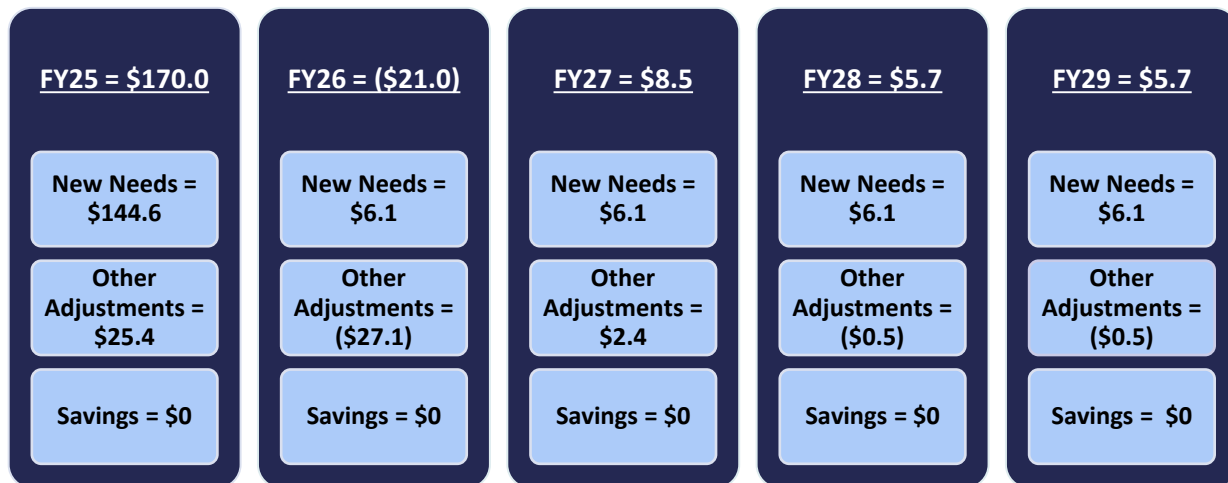 FY25 = $170.0
New Needs =
$144.6
Other
Adjustments =
$25.4
Savings = $0
FY26 = ($21.0)
New Needs =
$6.1
Other
Adjustments =
($27.1)
Savings = $0
FY27 = $8.5
New Needs =
$6.1
Other
Adjustments =
$2.4
Savings = $0
FY28 = $5.7
New Needs =
$6.1
Other
Adjustments =
($0.5)
Savings = $0
FY29 = $5.7
New Needs =
$6.1
Other
Adjustments =
($0.5)
Savings =  $0